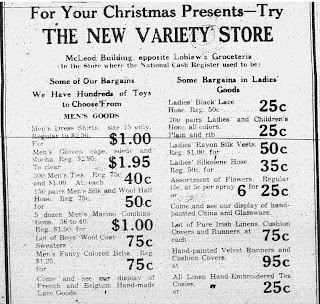 For Your Christmas Presents—Try
THE NEW VARIETY STORE
McLeod Building, opposite Loblaw's Groceteria
(In the Store where the National Cash Register used to be)
Some of Our Bargains
We Have Hundreds of Toys
to Choose From
MEN'S GOODS
Men's Dress Shirts, size 15 only.
Regular to $2.50. For $1.00
Men's Gloves, cape, suede and
Mocha. Reg. $2.95. To clear $1.95
300 Men's Ties. Reg. 75c
and $1.00. At, each 40c
150 pairs Men's Silk and Wool Half
Hose. Reg. 75c, for 50c
5 dozen Men's Marino Combina-
tions. 36 to 40. Reg. $1.50, for $1.00
Lot of Boys' Wool Coat
Sweaters 75c
Men's Fancy Colored Belts. Reg.
$1.25, for 75c
Come and see our display of
French and Belgium Hand-made
Lace Goods.
Some Bargains in Ladies'
Goods
Ladies' Black Lace
Hose. Reg. 50c. 25c
200 pairs Ladies and Children's
Hose, all colors.
Plain and rib 25c
Ladies' Rayon Silk Vests.
Reg. $1.00, for 50c
Ladies' Silkolene Hose.
Reg. 50c, for 35c
Assortment of Flowers. Regular
15c, at 5c per spray
or 6 for 25c
Come and see our display of hand-
painted China and Glassware.
Lot of Pure Irish Linens. Cushion
Covers and Runners, at
each 75c
Hand-painted Velvet Runners and
Cushion Covers. 95c
All Linen Hand-Embroidered Tea
Cosies, at 25c